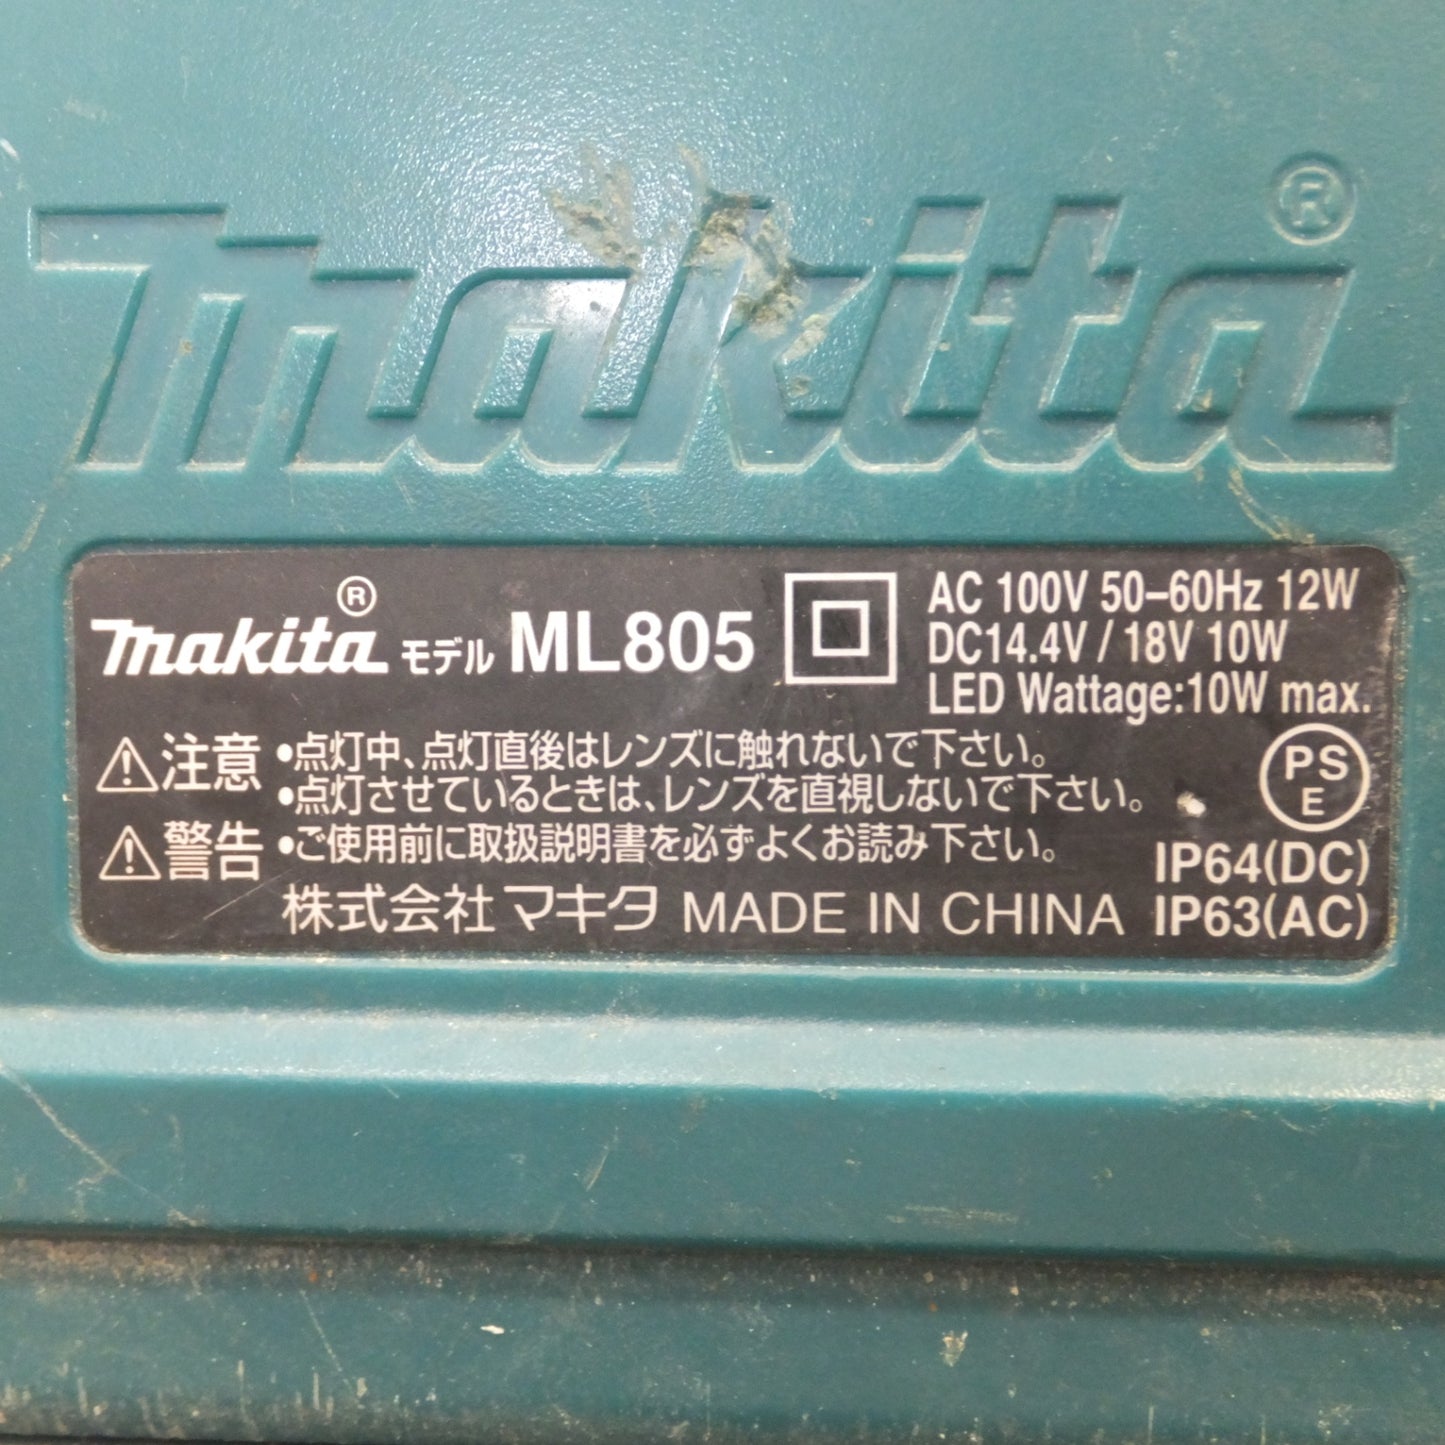 makita ®
makita ® モデル ML805
AC 100V 50–60Hz 12W
DC14.4V / 18V 10W
LED Wattage:10W max.
⚠注意 •点灯中、点灯直後はレンズに触れないで下さい。
•点灯させているときは、レンズを直視しないで下さい。
⚠警告 •ご使用前に取扱説明書を必ずよくお読み下さい。
PS
E
IP64(DC)
株式会社マキタ MADE IN CHINA IP63(AC)